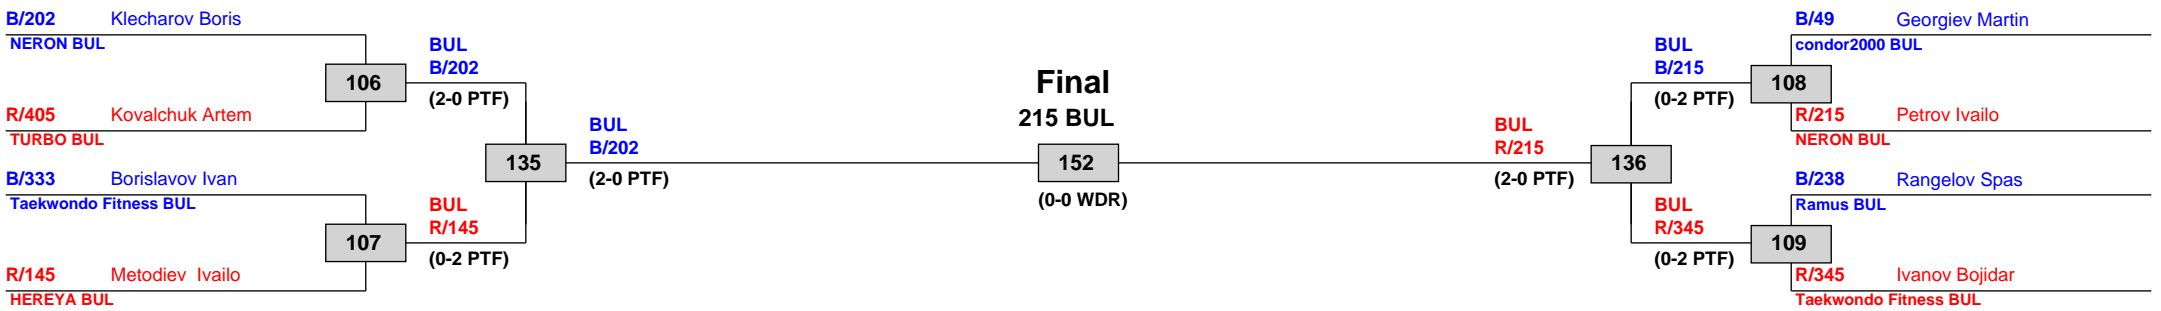 B/202 Klecharov Boris
NERON BUL
106
R/405 Kovalchuk Artem
TURBO BUL
B/333 Borislavov Ivan
Taekwondo Fitness BUL
107
R/145 Metodiev Ivailo
HEREYA BUL
BUL
B/202
(2-0 PTF)
135
BUL
R/145
(0-2 PTF)
BUL
B/202
(2-0 PTF)
Final
215 BUL
152
(0-0 WDR)
BUL
R/215
(2-0 PTF)
136
BUL
B/215
(0-2 PTF)
BUL
R/345
(0-2 PTF)
B/49 Georgiev Martin
condor2000 BUL
108
R/215 Petrov Ivailo
NERON BUL
B/238 Rangelov Spas
Ramus BUL
109
R/345 Ivanov Bojidar
Taekwondo Fitness BUL